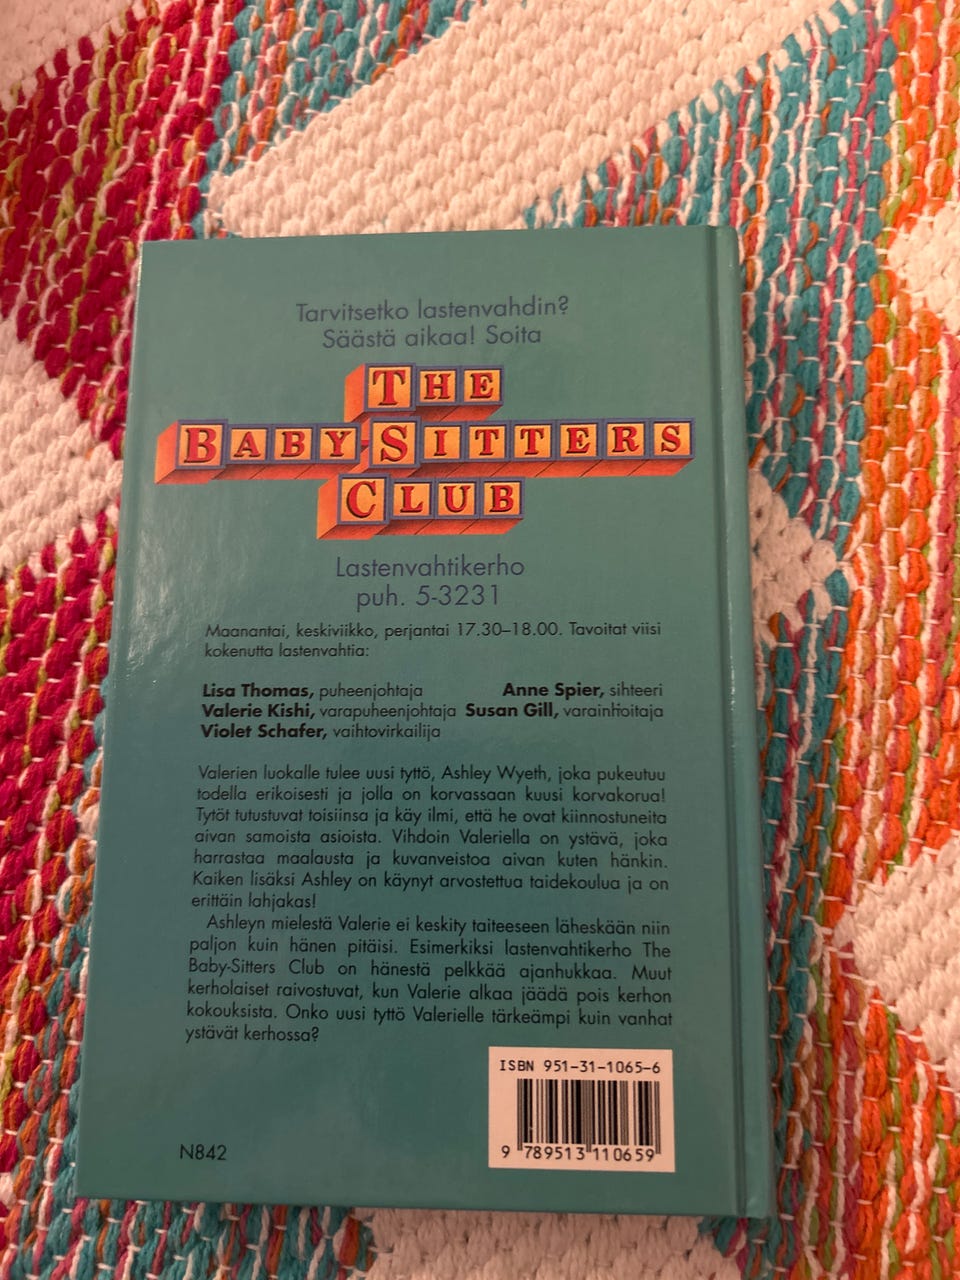 Tarvitsetko lastenvahdin?
Säästä aikaa! Soita
THE
BABY-SITTERS
CLUB
Lastenvahtikerho
puh. 5-3231
Maanantai, keskiviikko, perjantai 17.30–18.00. Tavoitat viisi
kokenutta lastenvahtia:
Lisa Thomas, puheenjohtaja Anne Spier, sihteeri
Valerie Kishi, varapuheenjohtaja Susan Gill, varainhoitaja
Violet Schafer, vaihtovirkailija
Valerien luokalle tulee uusi tyttö, Ashley Wyeth, joka pukeutuu
todella erikoisesti ja jolla on korvassaan kuusi korvakorua!
Tytöt tutustuvat toisiinsa ja käy ilmi, että he ovat kiinnostuneita
aivan samoista asioista. Vihdoin Valeriella on ystävä, joka
harrastaa maalausta ja kuvanveistoa aivan kuten hänkin.
Kaiken lisäksi Ashley on käynyt arvostettua taidekoulua ja on
erittäin lahjakas!
Ashleyn mielestä Valerie ei keskity taiteeseen läheskään niin
paljon kuin hänen pitäisi. Esimerkiksi lastenvahtikerho The
Baby-Sitters Club on hänestä pelkkää ajanhukkaa. Muut
kerholaiset raivostuvat, kun Valerie alkaa jäädä pois kerhon
kokouksista. Onko uusi tyttö Valerielle tärkeämpi kuin vanhat
ystävät kerhossa?
ISBN 951-31-1065-6
9 789513 110659
N842